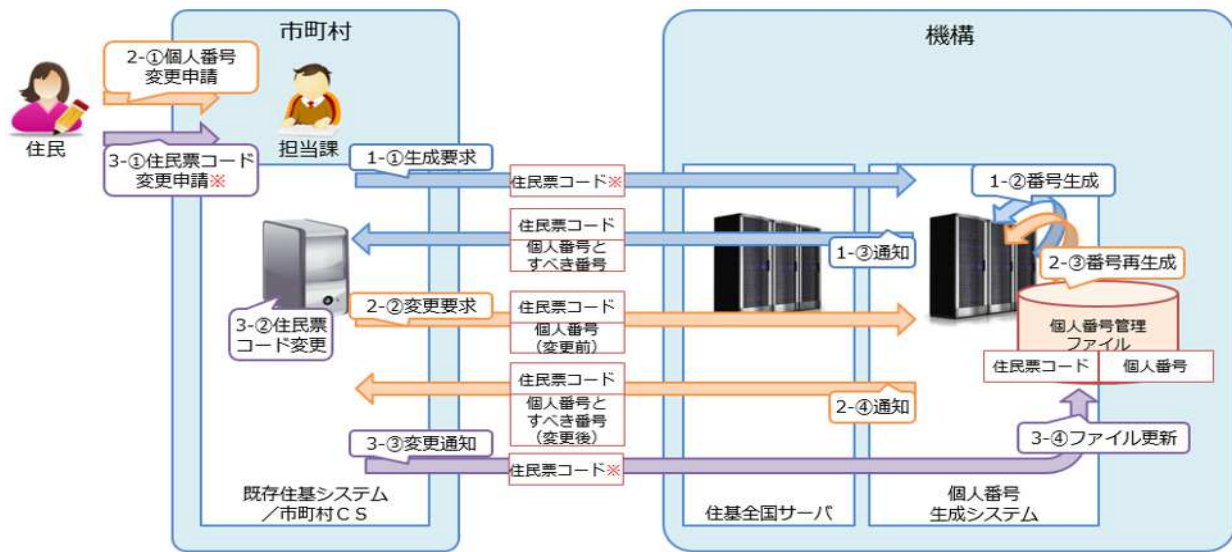 市町村
機構
2-①個人番号
変更申請
住民
担当課
3-①住民票コード
変更申請※
1-①生成要求
住民票コード※
1-②番号生成
住民票コード
個人番号と
すべき番号
1-③通知
2-③番号再生成
3-②住民票
コード変更
2-②変更要求
住民票コード
個人番号
(変更前)
個人番号管理
ファイル
住民票コード
個人番号
住民票コード
個人番号と
すべき番号
(変更後)
2-④通知
3-③変更通知
住民票コード※
3-④ファイル更新
既存住基システム
/市町村CS
住基全国サーバ
個人番号
生成システム